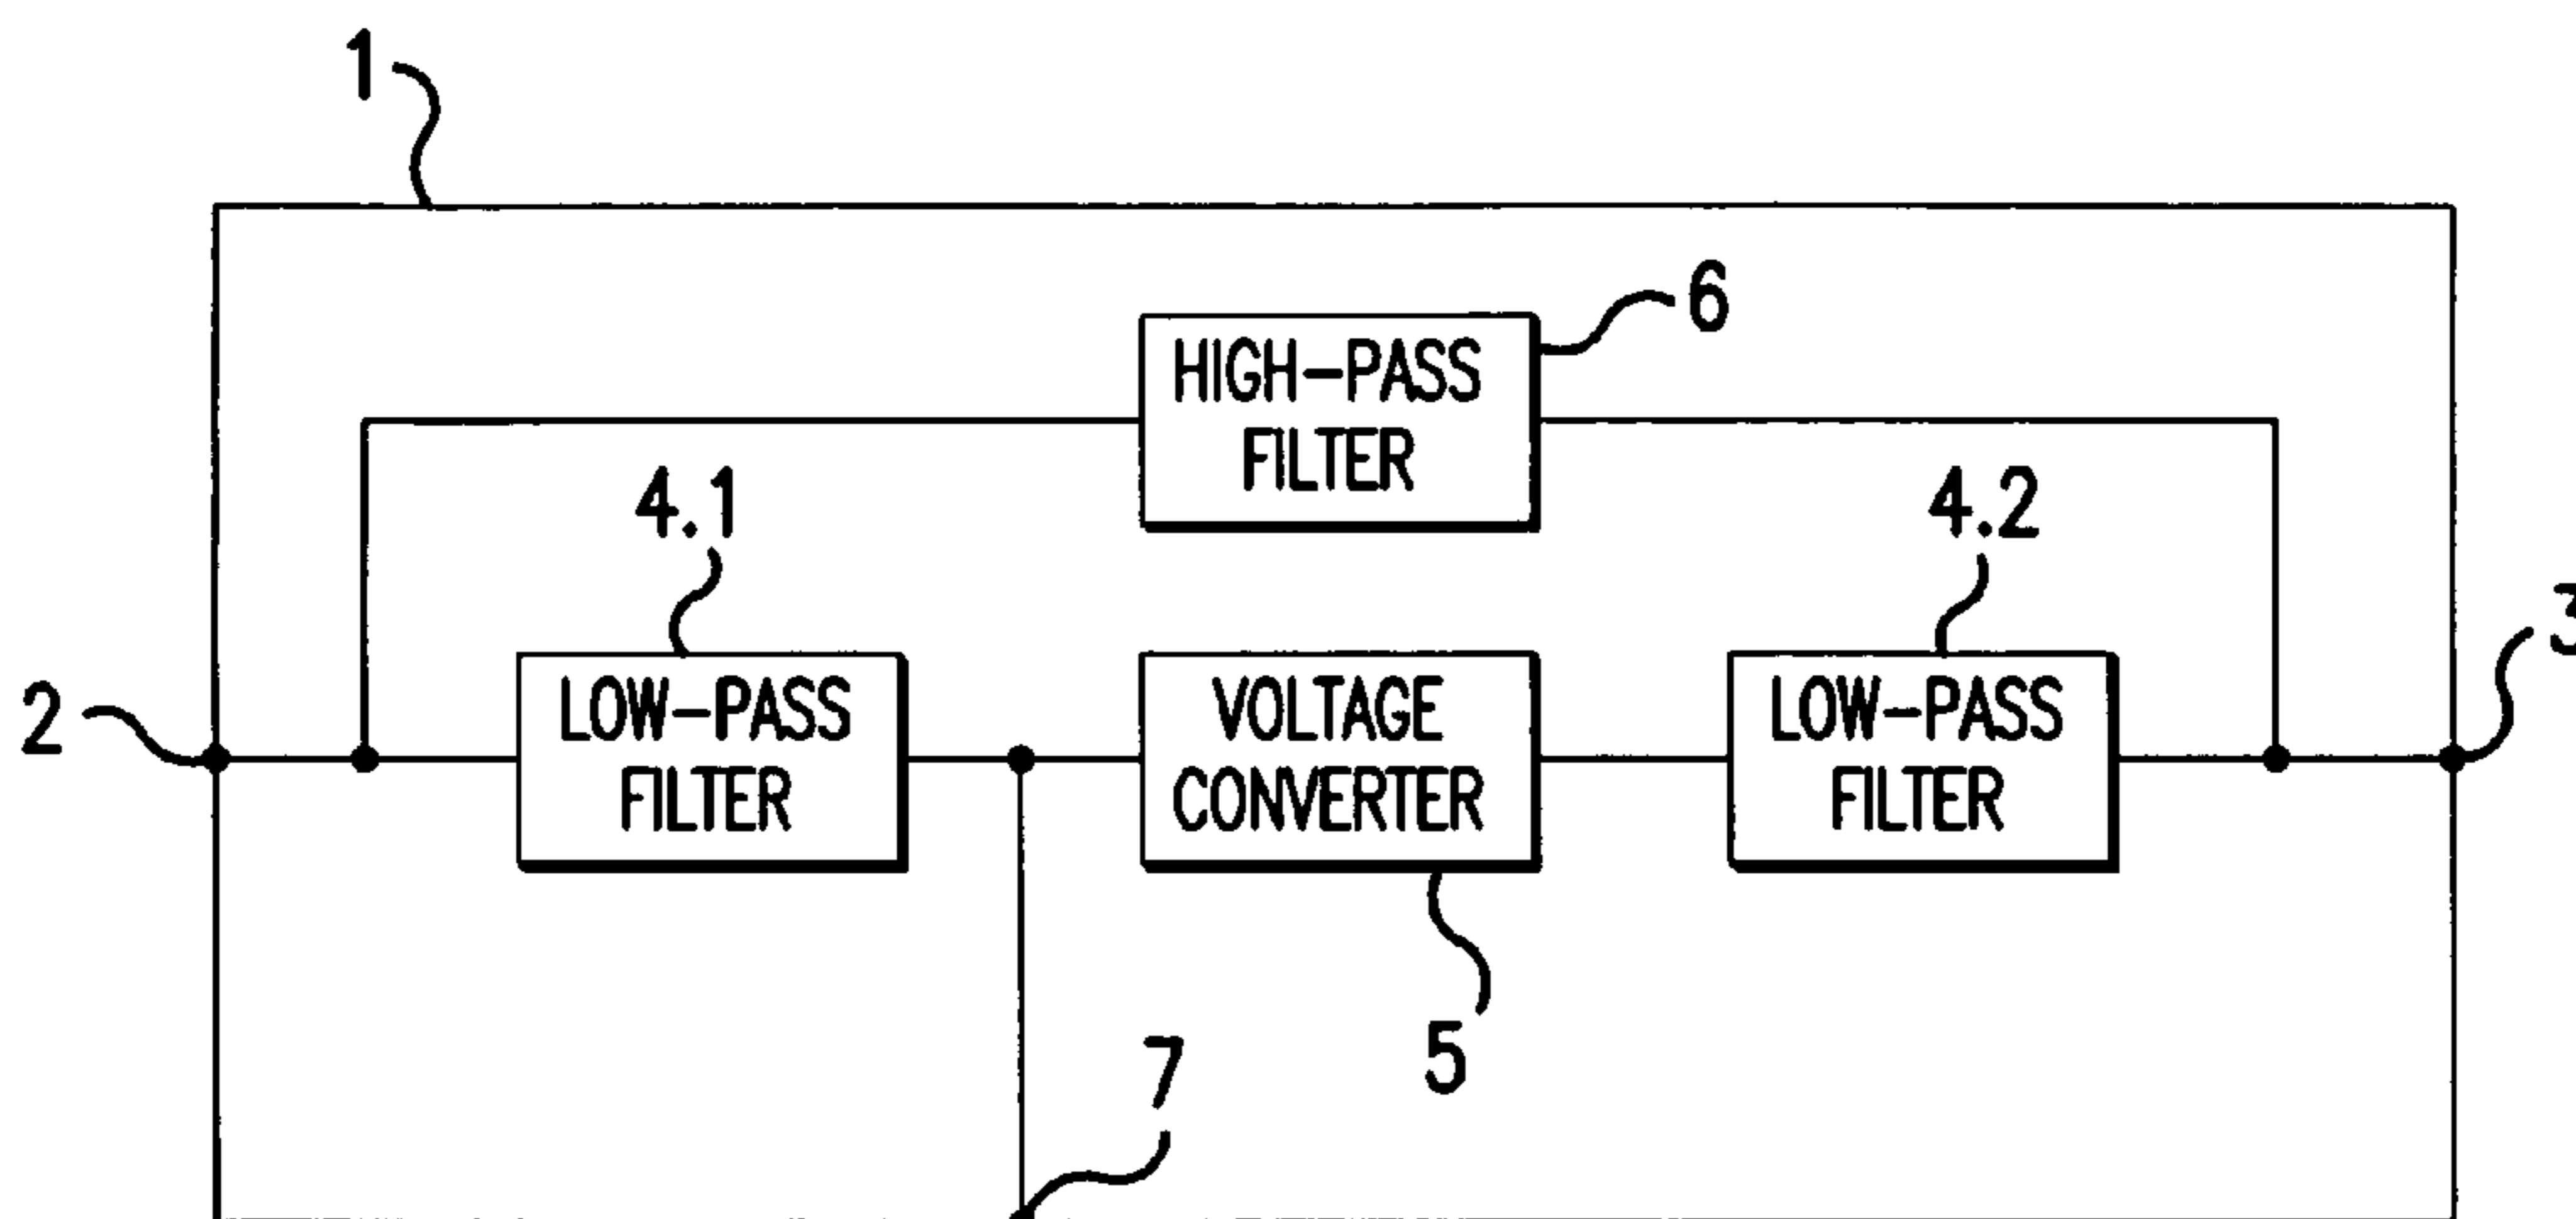 1
6
HIGH-PASS
FILTER
4.1
4.2
3
2
LOW-PASS
FILTER
VOLTAGE
CONVERTER
LOW-PASS
FILTER
7
5